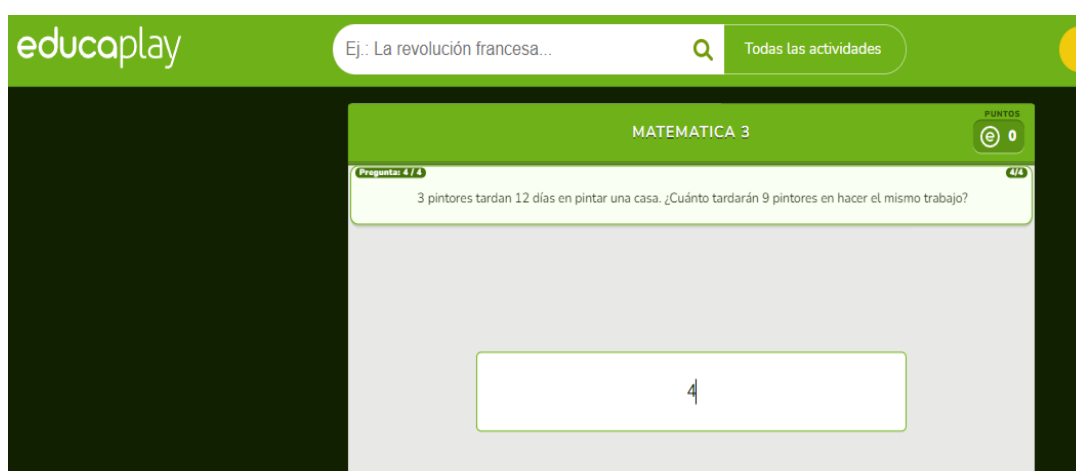 educaplay
Ej.: La revolución francesa...
Todas las actividades
MATEMATICA 3
PUNTOS
e 0
Pregunta: 4 / 4
4/4
3 pintores tardan 12 días en pintar una casa. ¿Cuánto tardarán 9 pintores en hacer el mismo trabajo?
4